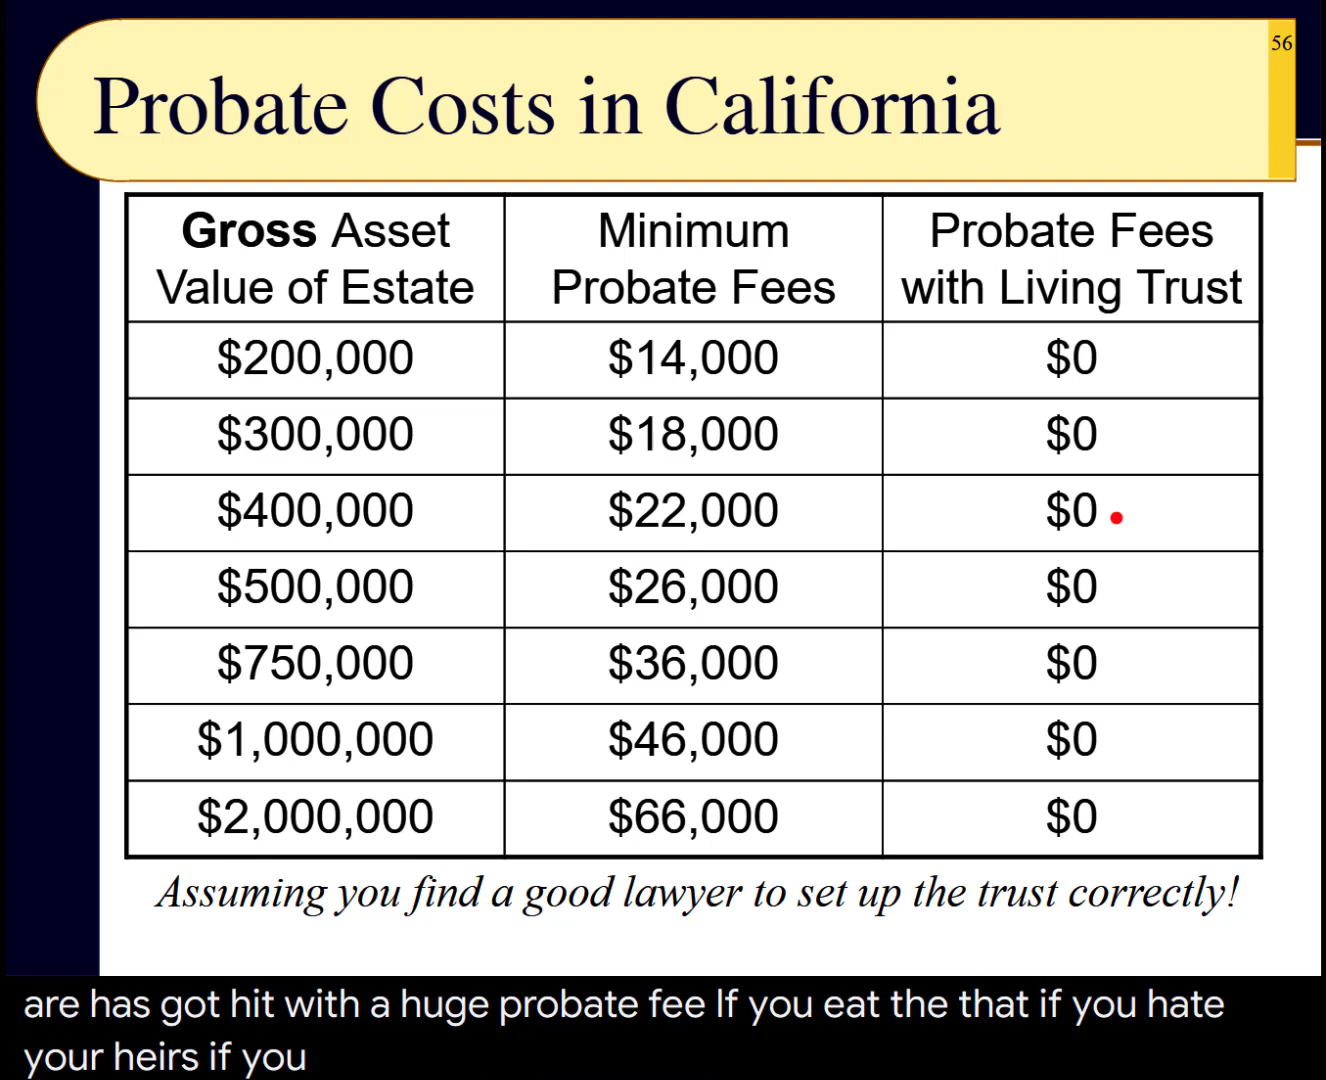 56
Probate Costs in California
Gross Asset Value of Estate | Minimum Probate Fees | Probate Fees with Living Trust
$200,000 | $14,000 | $0
$300,000 | $18,000 | $0
$400,000 | $22,000 | $0
$500,000 | $26,000 | $0
$750,000 | $36,000 | $0
$1,000,000 | $46,000 | $0
$2,000,000 | $66,000 | $0
Assuming you find a good lawyer to set up the trust correctly!
are has got hit with a huge probate fee If you eat the that if you hate
your heirs if you